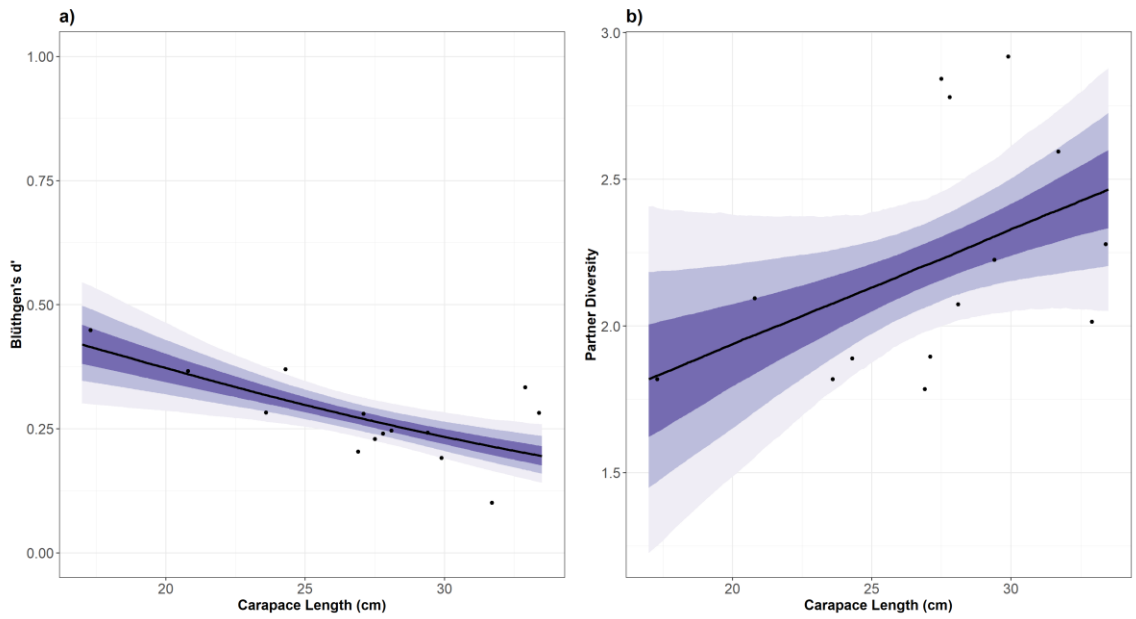 a)
1.00
0.75
0.50
0.25
0.00
Blüthgen's d'
20
25
30
Carapace Length (cm)
b)
3.0
2.5
2.0
1.5
Partner Diversity
20
25
30
Carapace Length (cm)